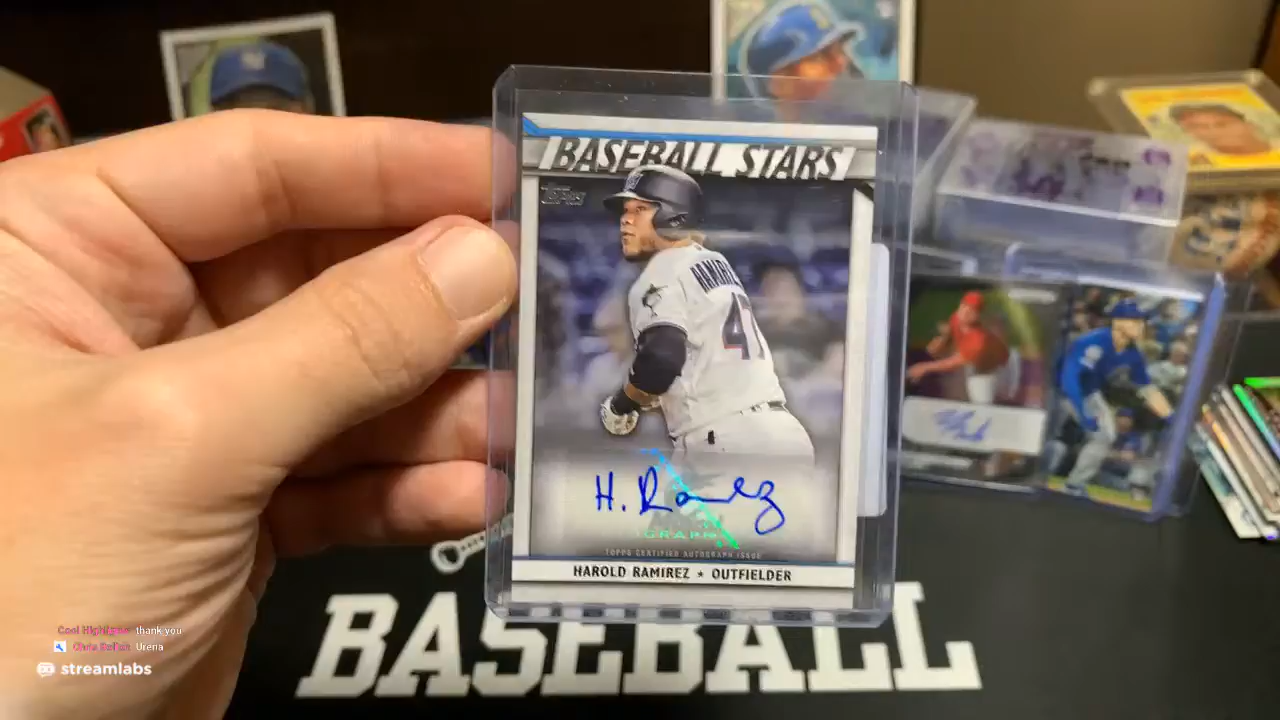 BASEBALL STARS
Topps
RAMIREZ
47
H. Ramirez
TOPPS CERTIFIED AUTOGRAPH ISSUE
HAROLD RAMIREZ ★ OUTFIELDER
BASEBALL
thank you
Urena
streamlabs